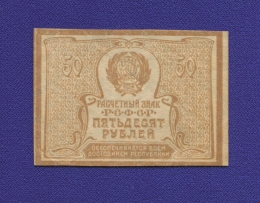 50 50
РАСЧЕТНЫЙ ЗНАК
Р·С·Ф·С·Р
ПЯТЬДЕСЯТ
РУБЛЕЙ
ОБЕСПЕЧИВАЕТСЯ ВСЕМ
ДОСТОЯНИЕМ РЕСПУБЛИКИ